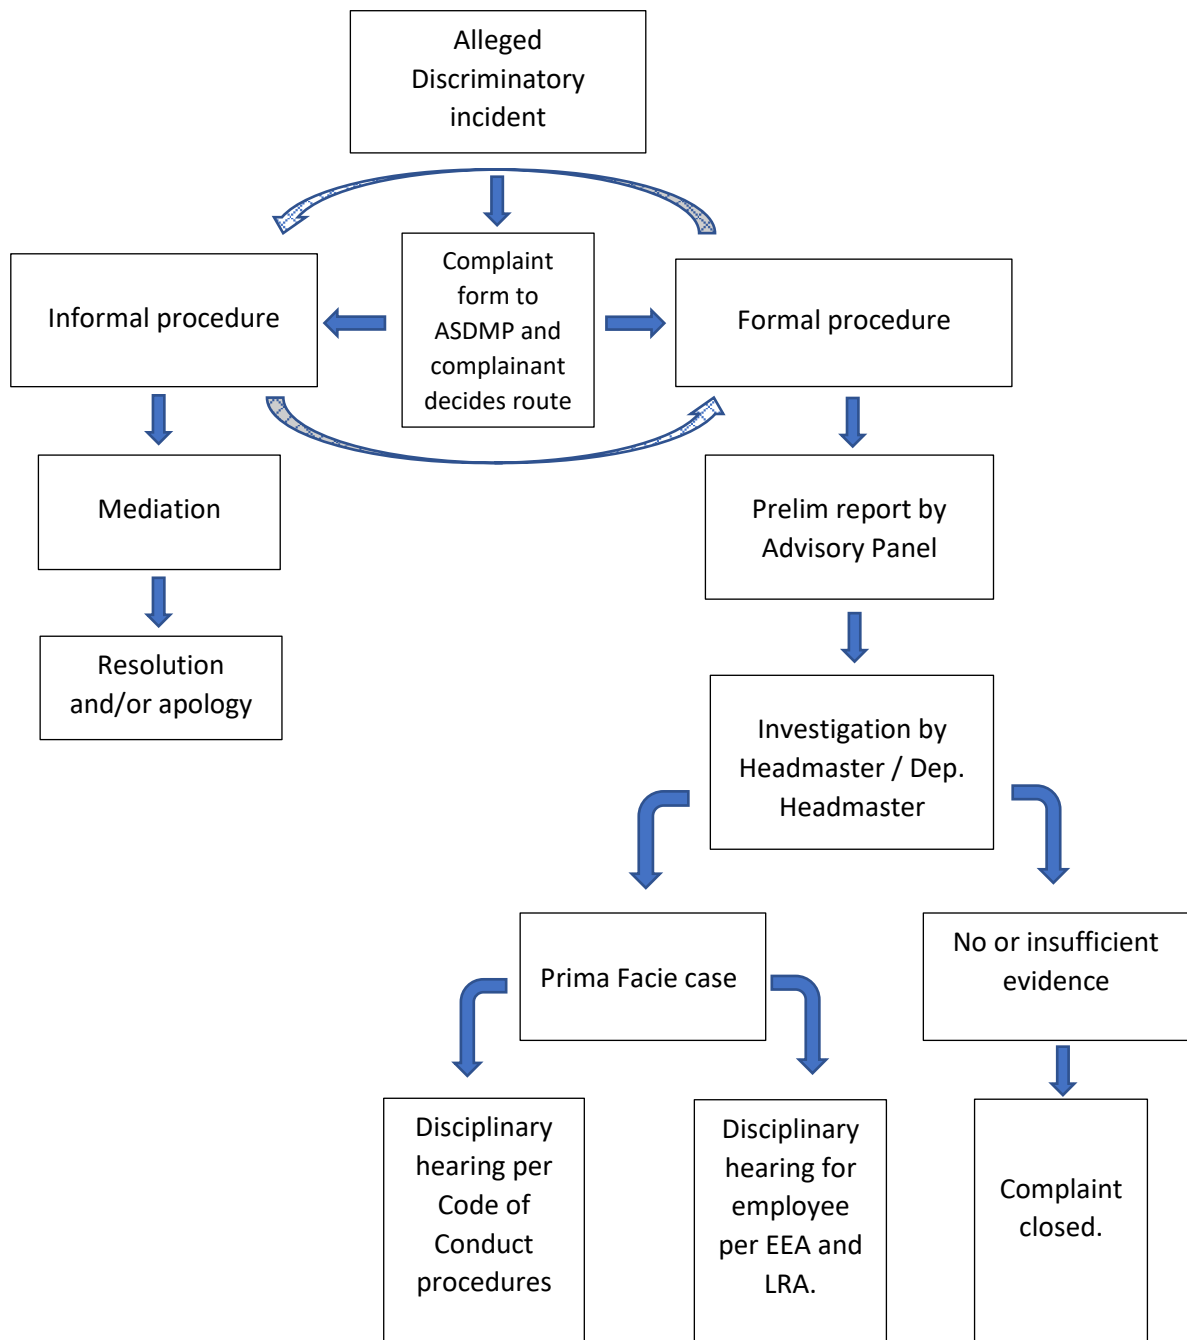 Alleged
Discriminatory
incident
Informal procedure
Complaint
form to
ASDMP and
complainant
decides route
Formal procedure
Mediation
Prelim report by
Advisory Panel
Resolution
and/or apology
Investigation by
Headmaster / Dep.
Headmaster
Prima Facie case
No or insufficient
evidence
Disciplinary
hearing per
Code of
Conduct
procedures
Disciplinary
hearing for
employee
per EEA and
LRA.
Complaint
closed.